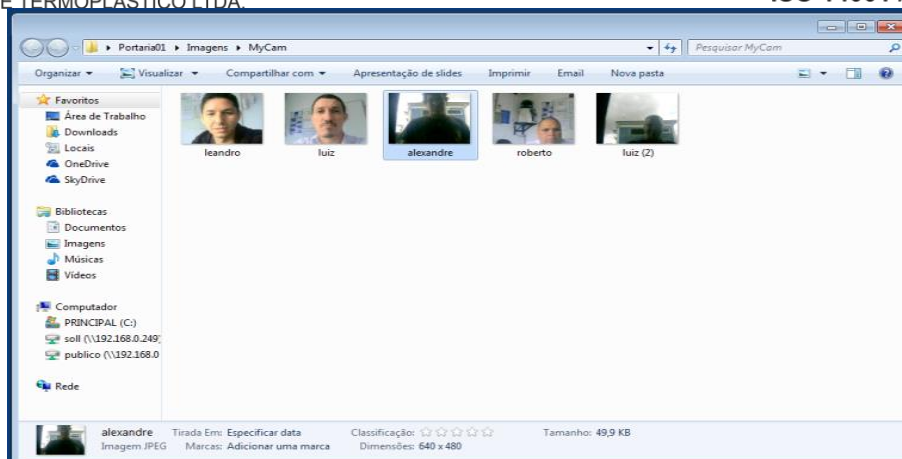 E TERMOPLÁSTICO LTDA.
Portaria01 ▸ Imagens ▸ MyCam
Pesquisar MyCam
Organizar
Visualizar
Compartilhar com
Apresentação de slides
Imprimir
Email
Nova pasta
Favoritos
Área de Trabalho
Downloads
Locais
OneDrive
SkyDrive
Bibliotecas
Documentos
Imagens
Músicas
Vídeos
Computador
PRINCIPAL (C:)
soll (\\192.168.0.249)
publico (\\192.168.0
Rede
leandro
luiz
alexandre
roberto
luiz (2)
alexandre Tirada Em: Especificar data Classificação: Tamanho: 49,9 KB
Imagem JPEG Marcas: Adicionar uma marca Dimensões: 640 x 480